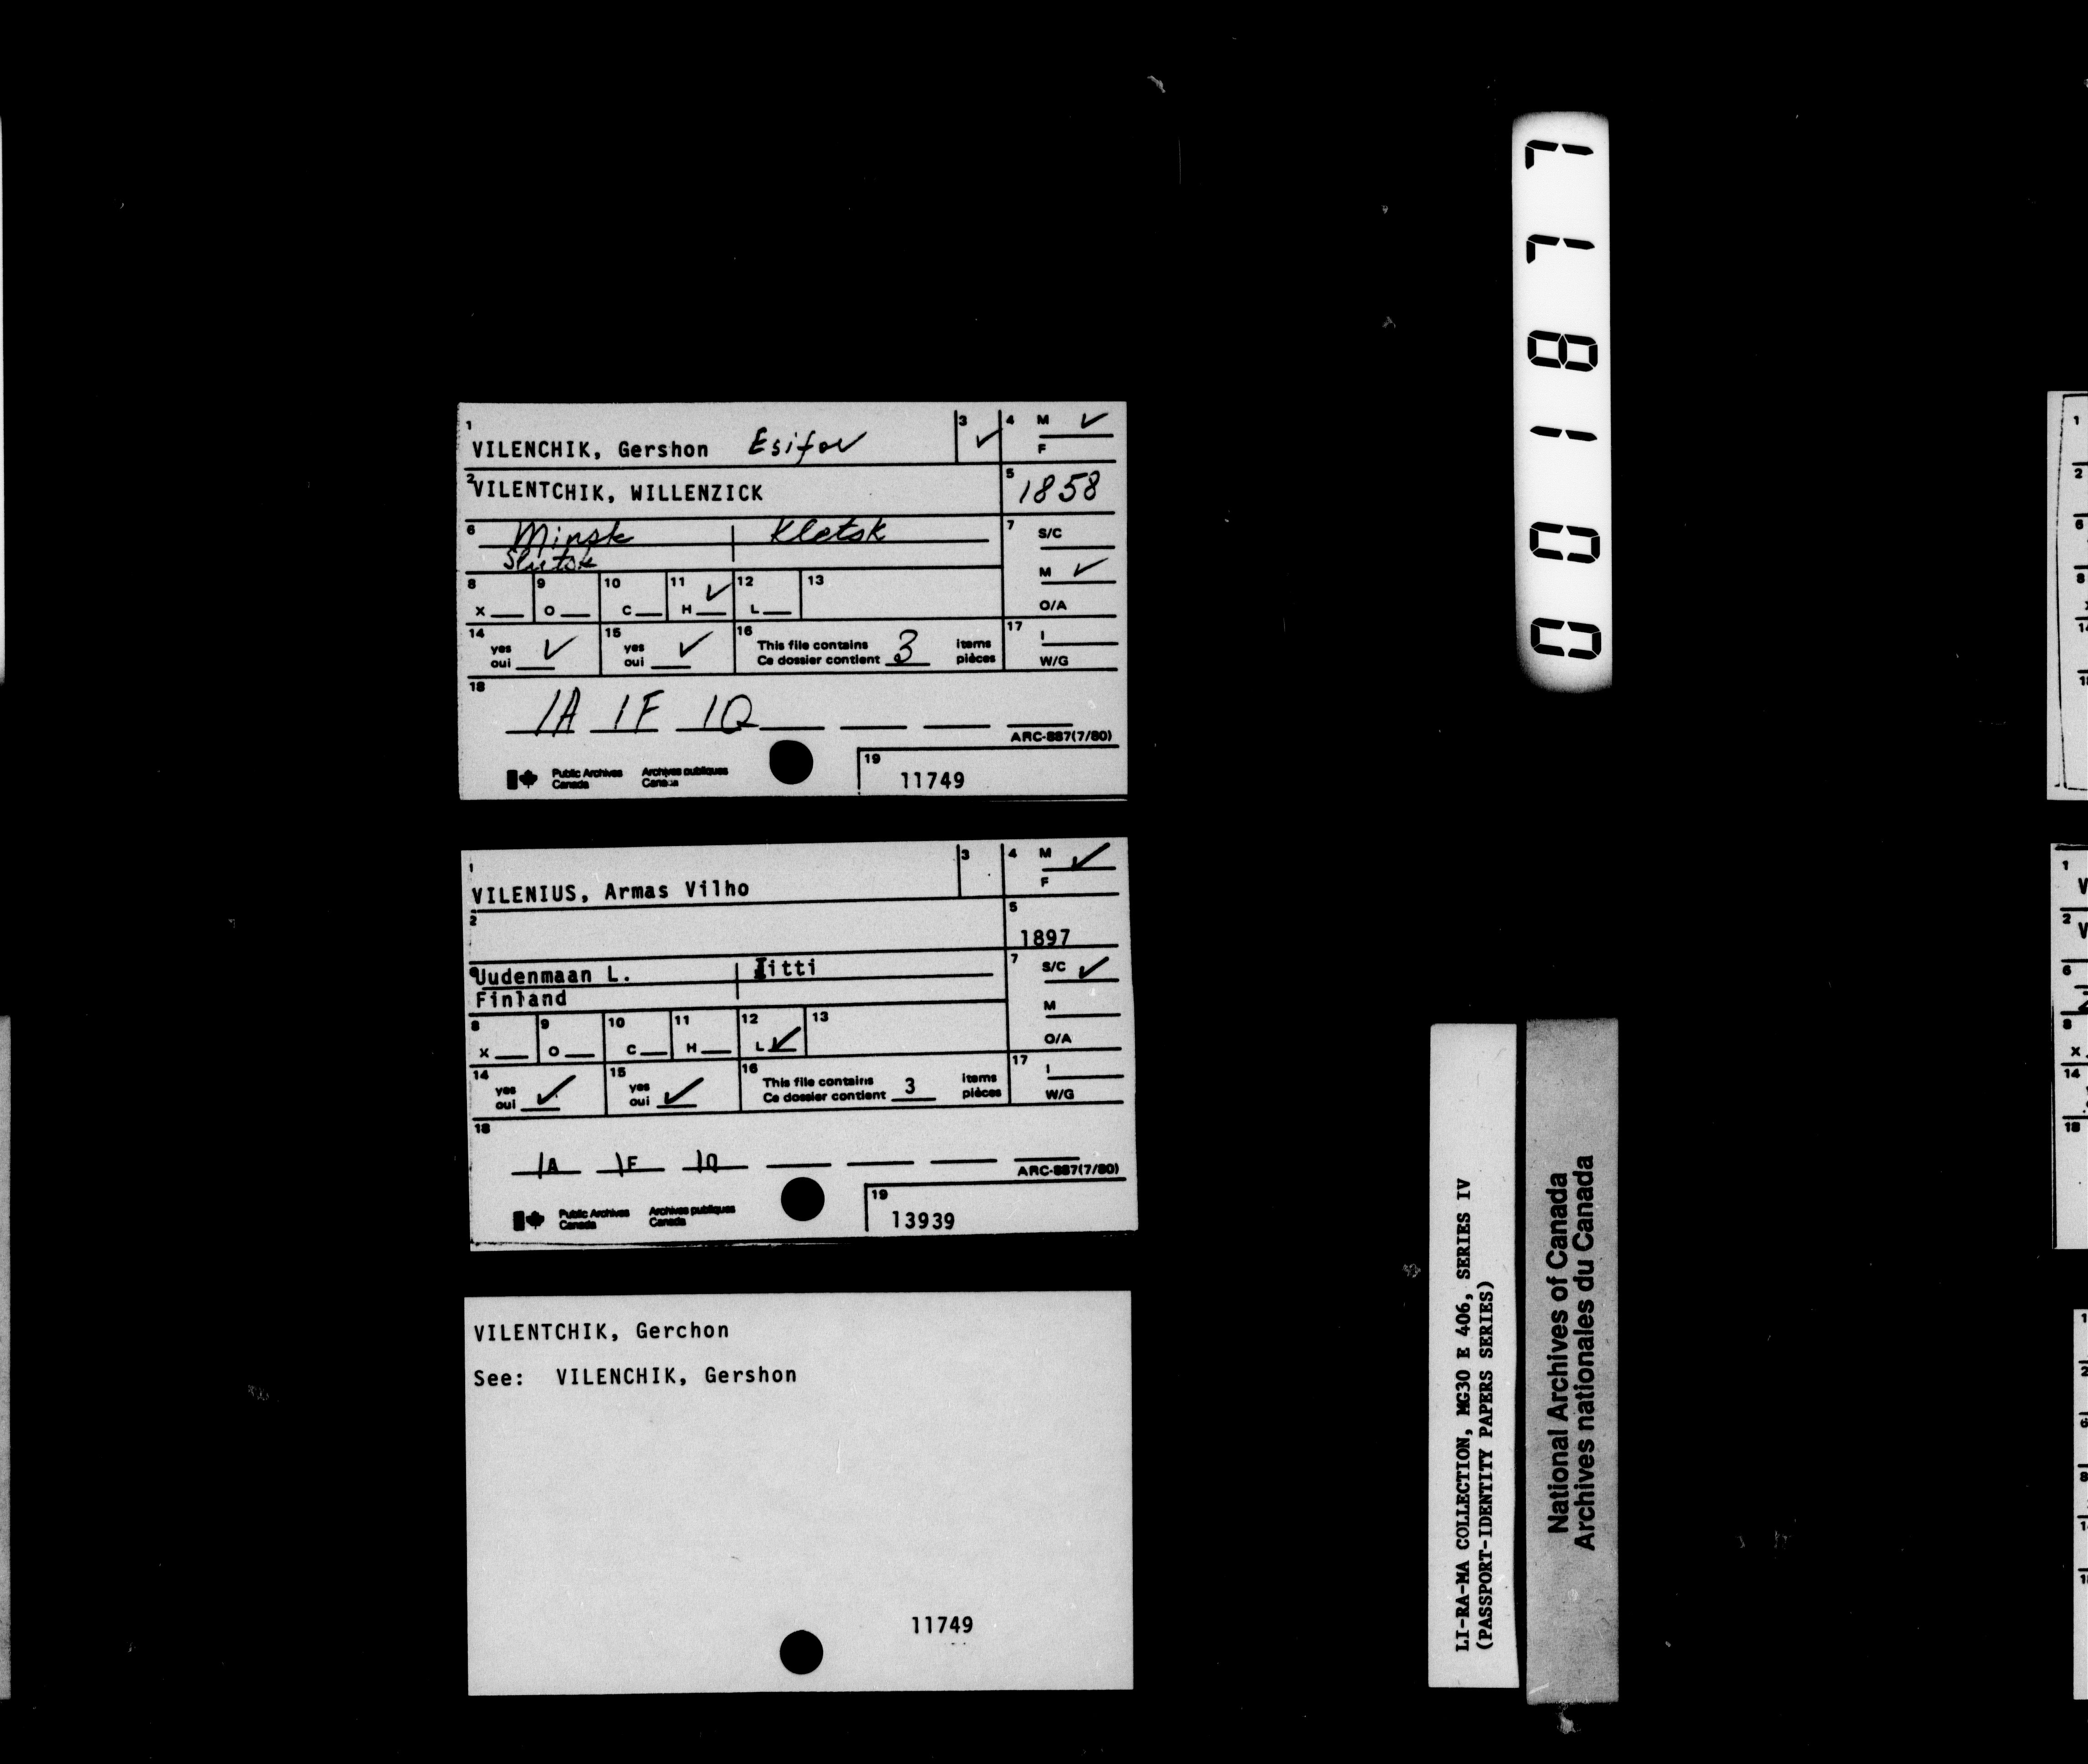 1
VILENCHIK, Gershon Esifov
3 ✓
4 M ✓
F
2
VILENTCHIK, WILLENZICK
5
1858
6 Minsk | Kletsk
Slutsk
7 S/C
M ✓
O/A
8 X 9 O 10 C 11 H ✓ 12 L 13
14 yes oui ✓
15 yes oui ✓
16 This file contains 3 items
Ce dossier contient pièces
17 I
W/G
18
1A 1F 1Q
ARC-887(7/80)
Public Archives Canada
Archives publiques Canada
19
11749
1
VILENIUS, Armas Vilho
3
4 M ✓
F
2
5
1897
6 Uudenmaan L. | Iitti
Finland
7 S/C ✓
M
O/A
8 X 9 O 10 C 11 H 12 L ✓ 13
14 yes oui ✓
15 yes oui ✓
16 This file contains 3 items
Ce dossier contient pièces
17 I
W/G
18
1A 1F 1Q
ARC-887(7/80)
Public Archives Canada
Archives publiques Canada
19
13939
VILENTCHIK, Gerchon
See: VILENCHIK, Gershon
11749
001877
LI-RA-MA COLLECTION, MG30 E 406, SERIES IV
(PASSPORT-IDENTITY PAPERS SERIES)
National Archives of Canada
Archives nationales du Canada